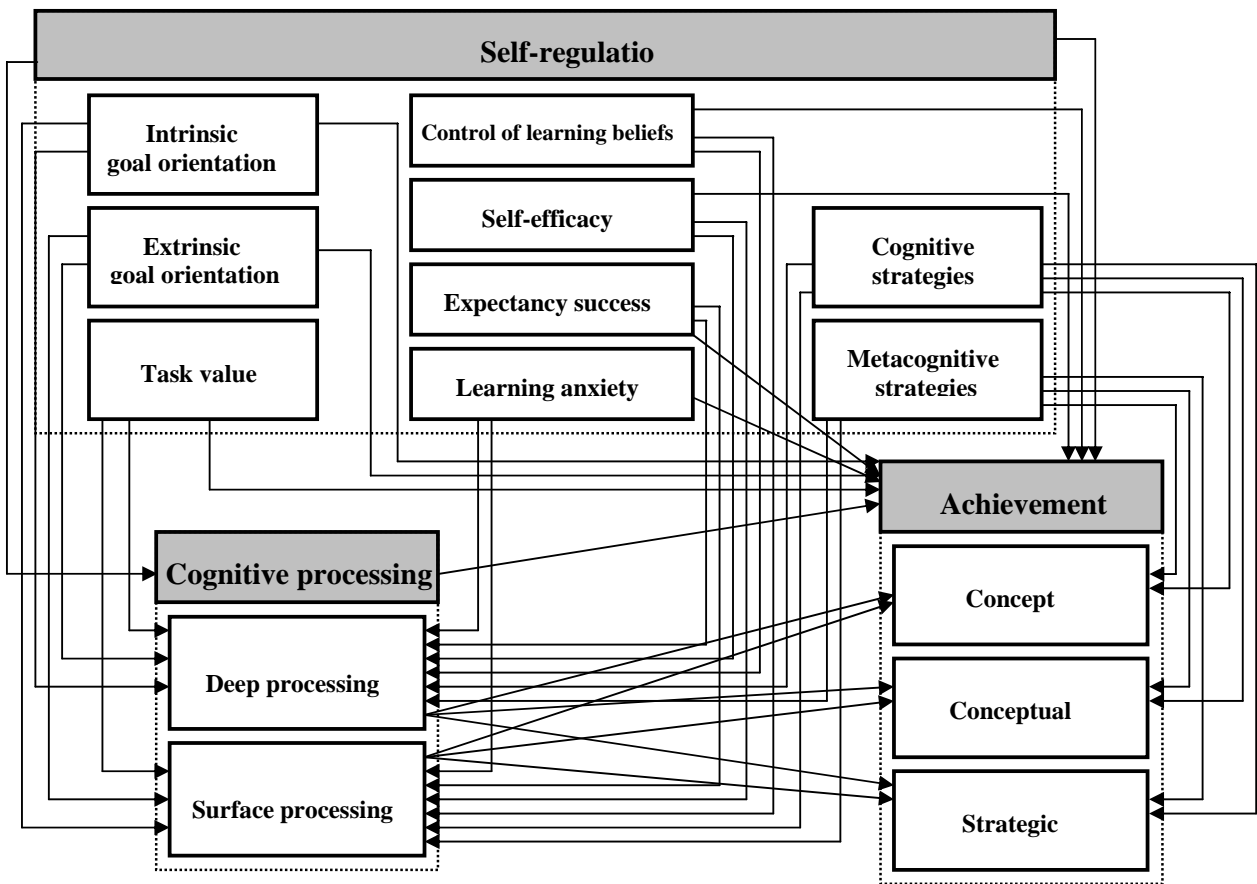 Self-regulatio
Intrinsic
goal orientation
Extrinsic
goal orientation
Task value
Control of learning beliefs
Self-efficacy
Expectancy success
Learning anxiety
Cognitive
strategies
Metacognitive
strategies
Achievement
Concept
Conceptual
Strategic
Cognitive processing
Deep processing
Surface processing